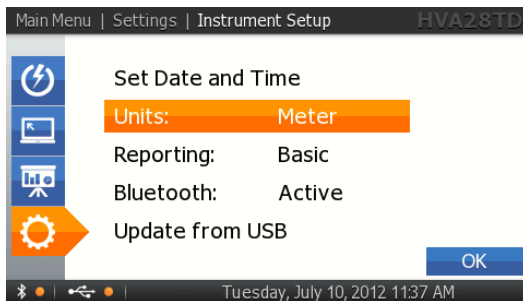 Main Menu | Settings | Instrument Setup HVA28TD
Set Date and Time
Units: Meter
Reporting: Basic
Bluetooth: Active
Update from USB
OK
Tuesday, July 10, 2012 11:37 AM